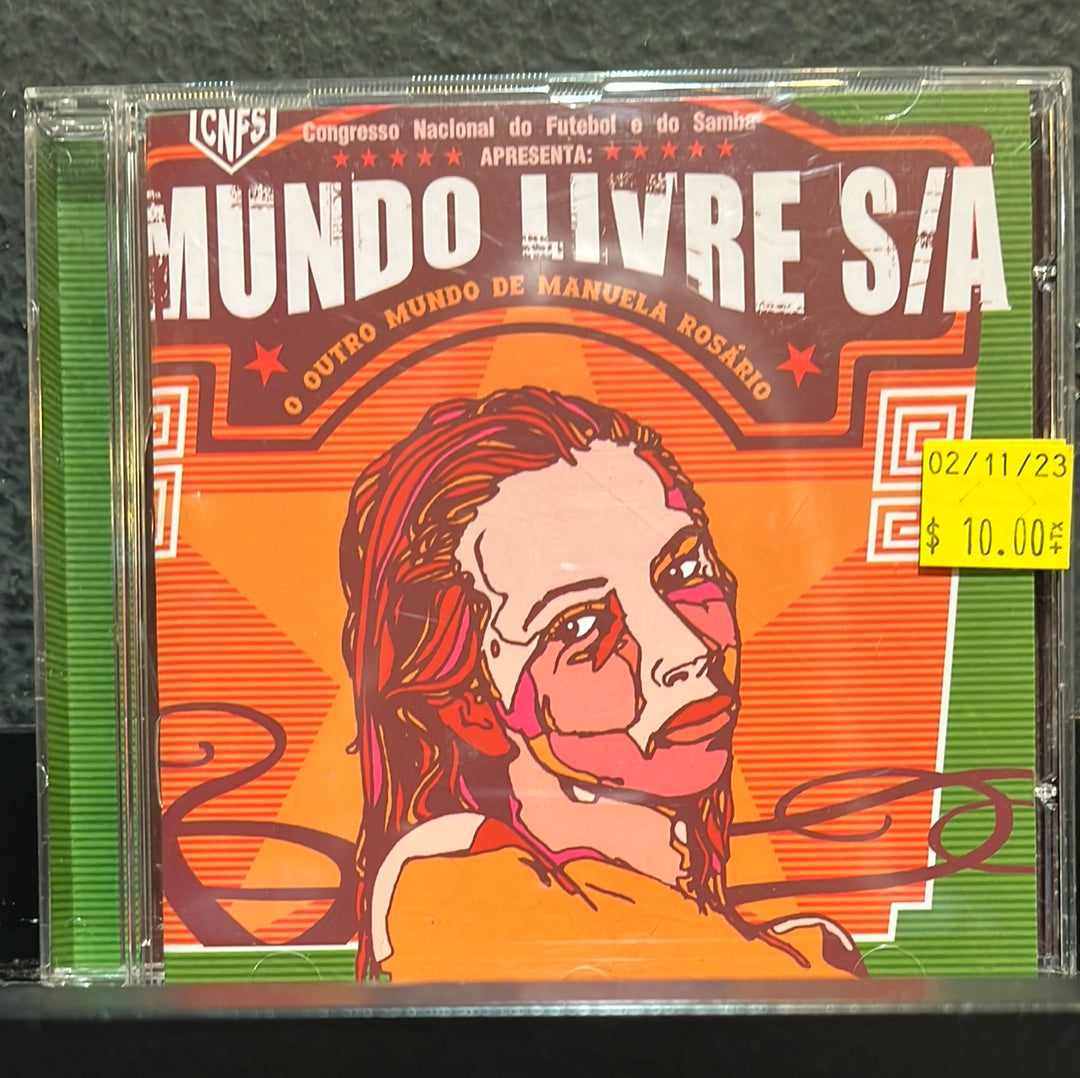 CNFS
Congresso Nacional do Futebol e do Samba
APRESENTA:
MUNDO LIVRE S/A
O OUTRO MUNDO DE MANUELA ROSÁRIO
02/11/23
$ 10.00